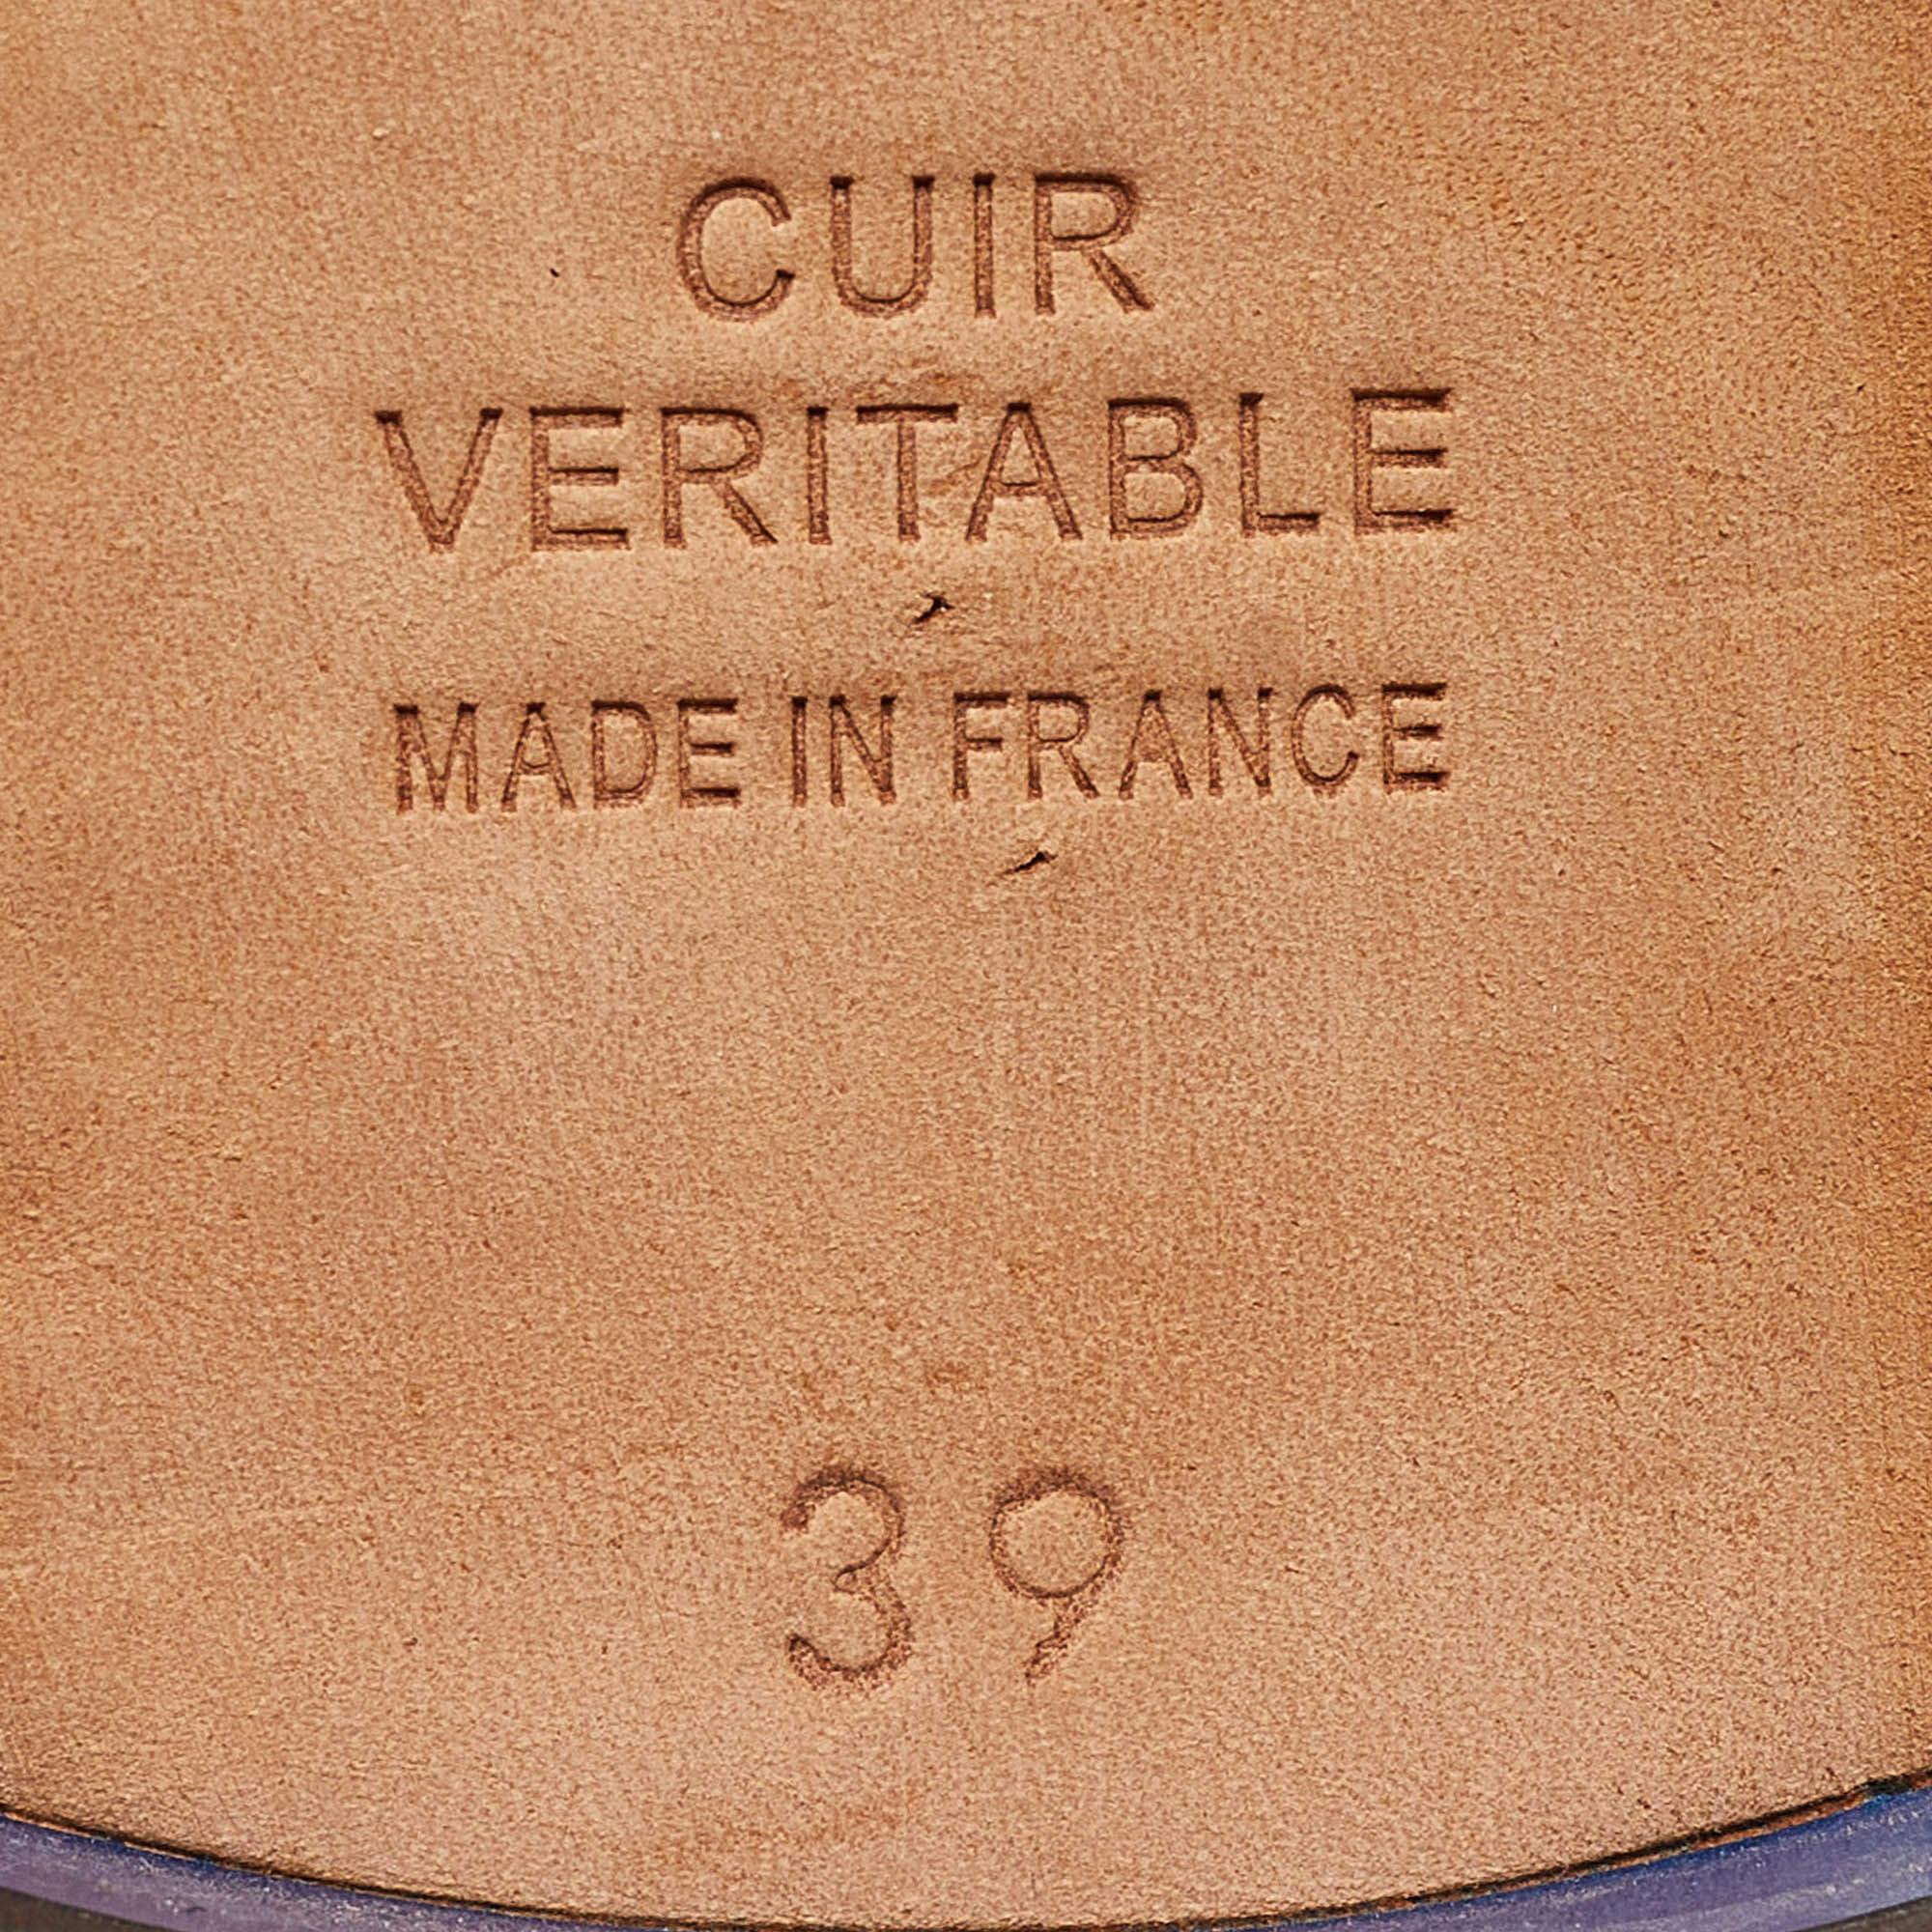 CUIR
VERITABLE
MADE IN FRANCE
39